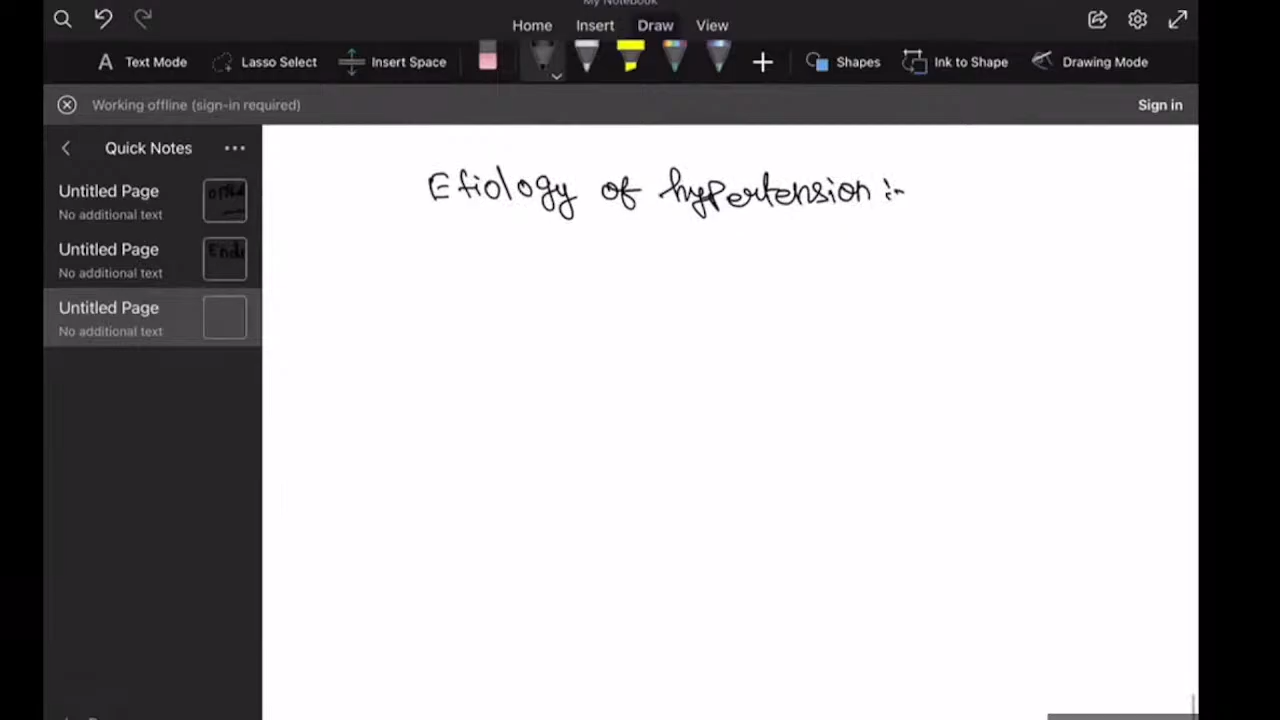 My Notebook
Home Insert Draw View
Text Mode Lasso Select Insert Space Shapes Ink to Shape Drawing Mode
Working offline (sign-in required) Sign in
Quick Notes
Untitled Page
No additional text
Untitled Page
No additional text
Untitled Page
No additional text
Etiology of hypertension :-